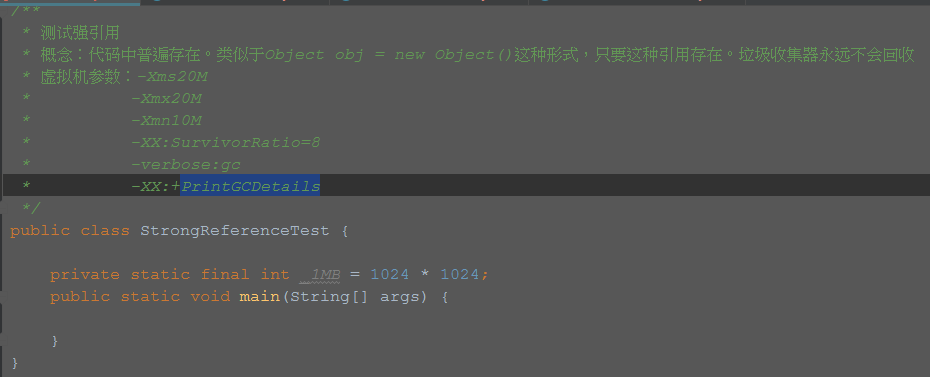 /**
* 测试强引用
* 概念：代码中普遍存在。类似于Object obj = new Object()这种形式，只要这种引用存在。垃圾收集器永远不会回收
* 虚拟机参数：-Xms20M
* -Xmx20M
* -Xmn10M
* -XX:SurvivorRatio=8
* -verbose:gc
* -XX:+PrintGCDetails
*/
public class StrongReferenceTest {
private static final int _1MB = 1024 * 1024;
public static void main(String[] args) {
}
}